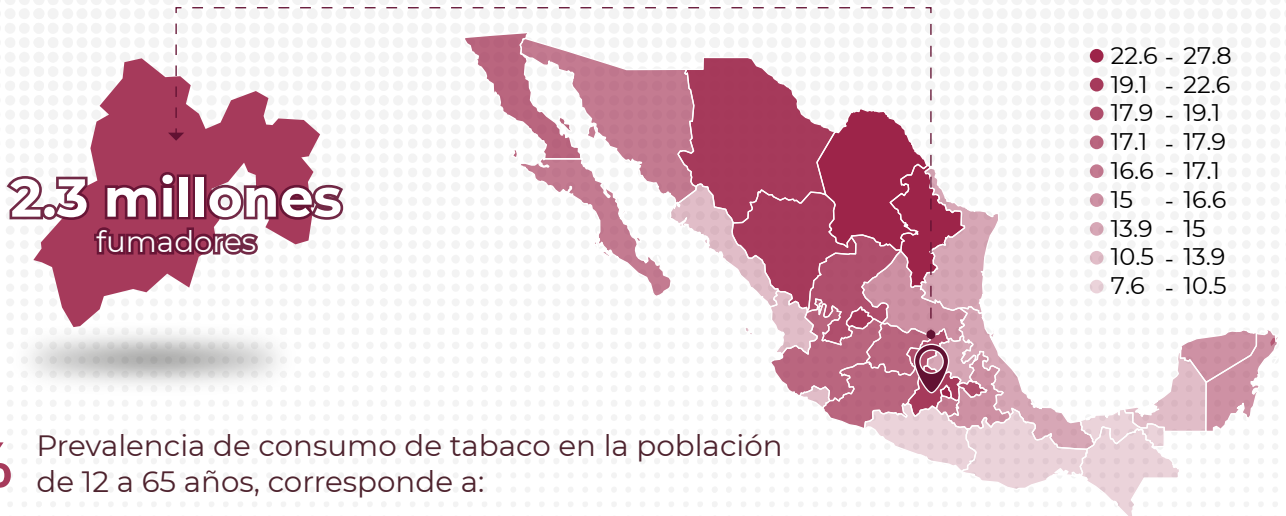 22.6 - 27.8
19.1 - 22.6
17.9 - 19.1
17.1 - 17.9
16.6 - 17.1
15 - 16.6
13.9 - 15
10.5 - 13.9
7.6 - 10.5
2.3 millones
fumadores
Prevalencia de consumo de tabaco en la población
de 12 a 65 años, corresponde a: